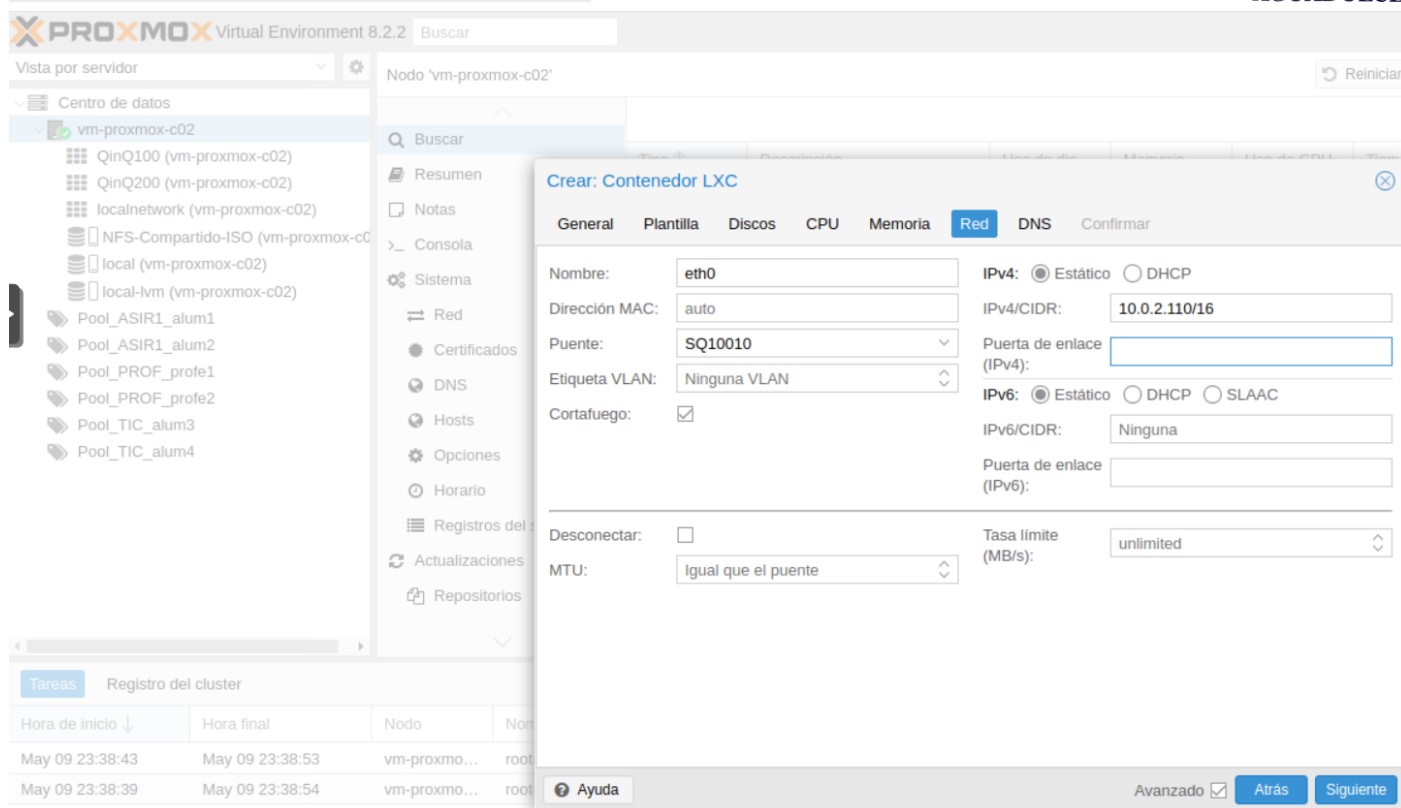 PROXMOX Virtual Environment 8.2.2 Buscar
Vista por servidor
Centro de datos
vm-proxmox-c02
QinQ100 (vm-proxmox-c02)
QinQ200 (vm-proxmox-c02)
localnetwork (vm-proxmox-c02)
NFS-Compartido-ISO (vm-proxmox-c0
local (vm-proxmox-c02)
local-lvm (vm-proxmox-c02)
Pool_ASIR1_alum1
Pool_ASIR1_alum2
Pool_PROF_profe1
Pool_PROF_profe2
Pool_TIC_alum3
Pool_TIC_alum4
Nodo 'vm-proxmox-c02'
Reiniciar
Buscar
Resumen
Notas
Consola
Sistema
Red
Certificados
DNS
Hosts
Opciones
Horario
Registros del s
Actualizaciones
Repositorios
Crear: Contenedor LXC
General Plantilla Discos CPU Memoria Red DNS Confirmar
Nombre: eth0
Dirección MAC: auto
Puente: SQ10010
Etiqueta VLAN: Ninguna VLAN
Cortafuego:
IPv4: Estático DHCP
IPv4/CIDR: 10.0.2.110/16
Puerta de enlace
(IPv4):
IPv6: Estático DHCP SLAAC
IPv6/CIDR: Ninguna
Puerta de enlace
(IPv6):
Desconectar:
MTU: Igual que el puente
Tasa límite
(MB/s): unlimited
Ayuda
Avanzado Atrás Siguiente
Tareas Registro del cluster
Hora de inicio Hora final Nodo
May 09 23:38:43 May 09 23:38:53 vm-proxmo... root
May 09 23:38:39 May 09 23:38:54 vm-proxmo... root